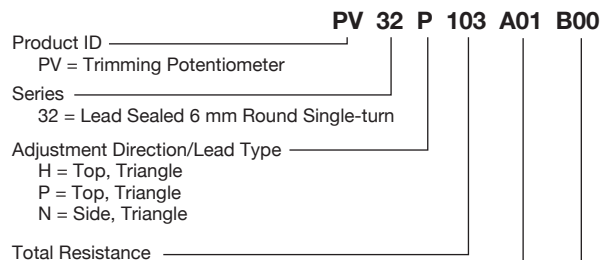 PV 32 P 103 A01 B00
Product ID
PV = Trimming Potentiometer
Series
32 = Lead Sealed 6 mm Round Single-turn
Adjustment Direction/Lead Type
H = Top, Triangle
P = Top, Triangle
N = Side, Triangle
Total Resistance